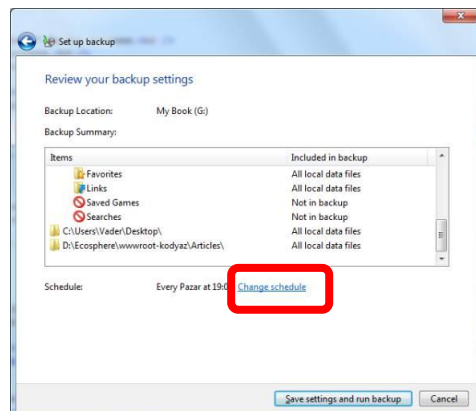 Set up backup
Review your backup settings
Backup Location: My Book (G:)
Backup Summary:
Items Included in backup
Favorites All local data files
Links All local data files
Saved Games Not in backup
Searches Not in backup
C:\Users\Vader\Desktop\ All local data files
D:\Ecosphere\wwwroot-kodyaz\Articles\ All local data files
Schedule: Every Pazar at 19:0 Change schedule
Save settings and run backup Cancel